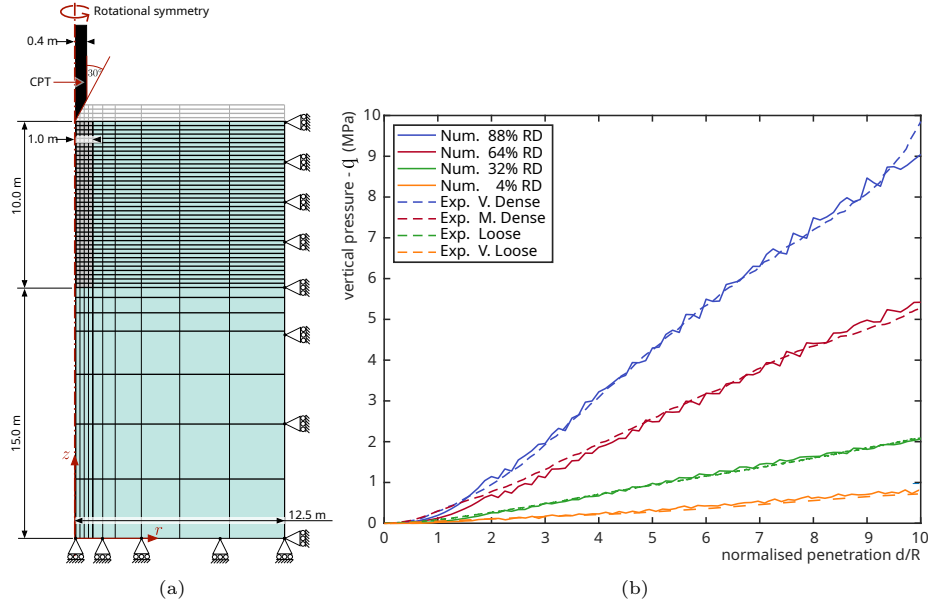 Rotational symmetry
0.4 m
30°
CPT
1.0 m
10.0 m
15.0 m
z
r
12.5 m
(a)
vertical pressure - q (MPa)
10
9
8
7
6
5
4
3
2
1
0
Num. 88% RD
Num. 64% RD
Num. 32% RD
Num. 4% RD
Exp. V. Dense
Exp. M. Dense
Exp. Loose
Exp. V. Loose
0 1 2 3 4 5 6 7 8 9 10
normalised penetration d/R
(b)